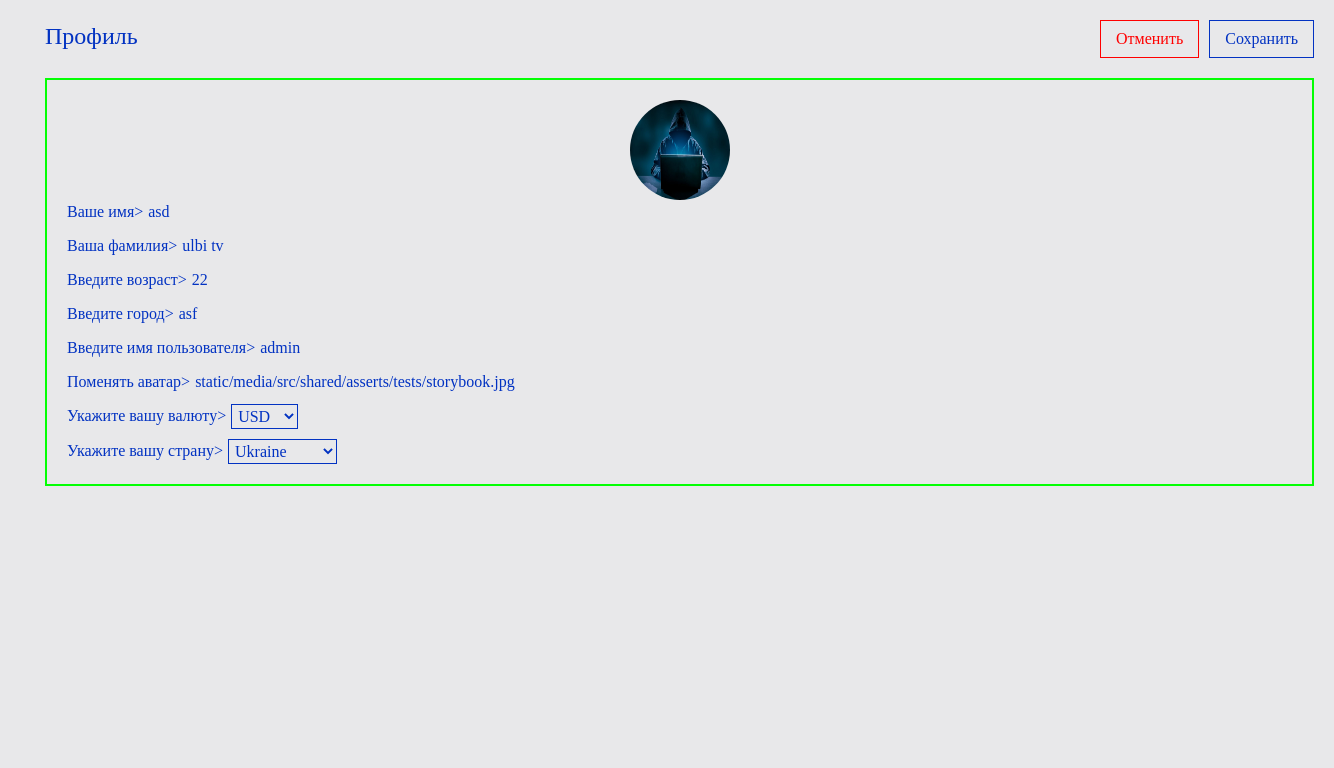 Профиль
Отменить
Сохранить
Ваше имя> asd
Ваша фамилия> ulbi tv
Введите возраст> 22
Введите город> asf
Введите имя пользователя> admin
Поменять аватар> static/media/src/shared/asserts/tests/storybook.jpg
Укажите вашу валюту> USD
Укажите вашу страну> Ukraine